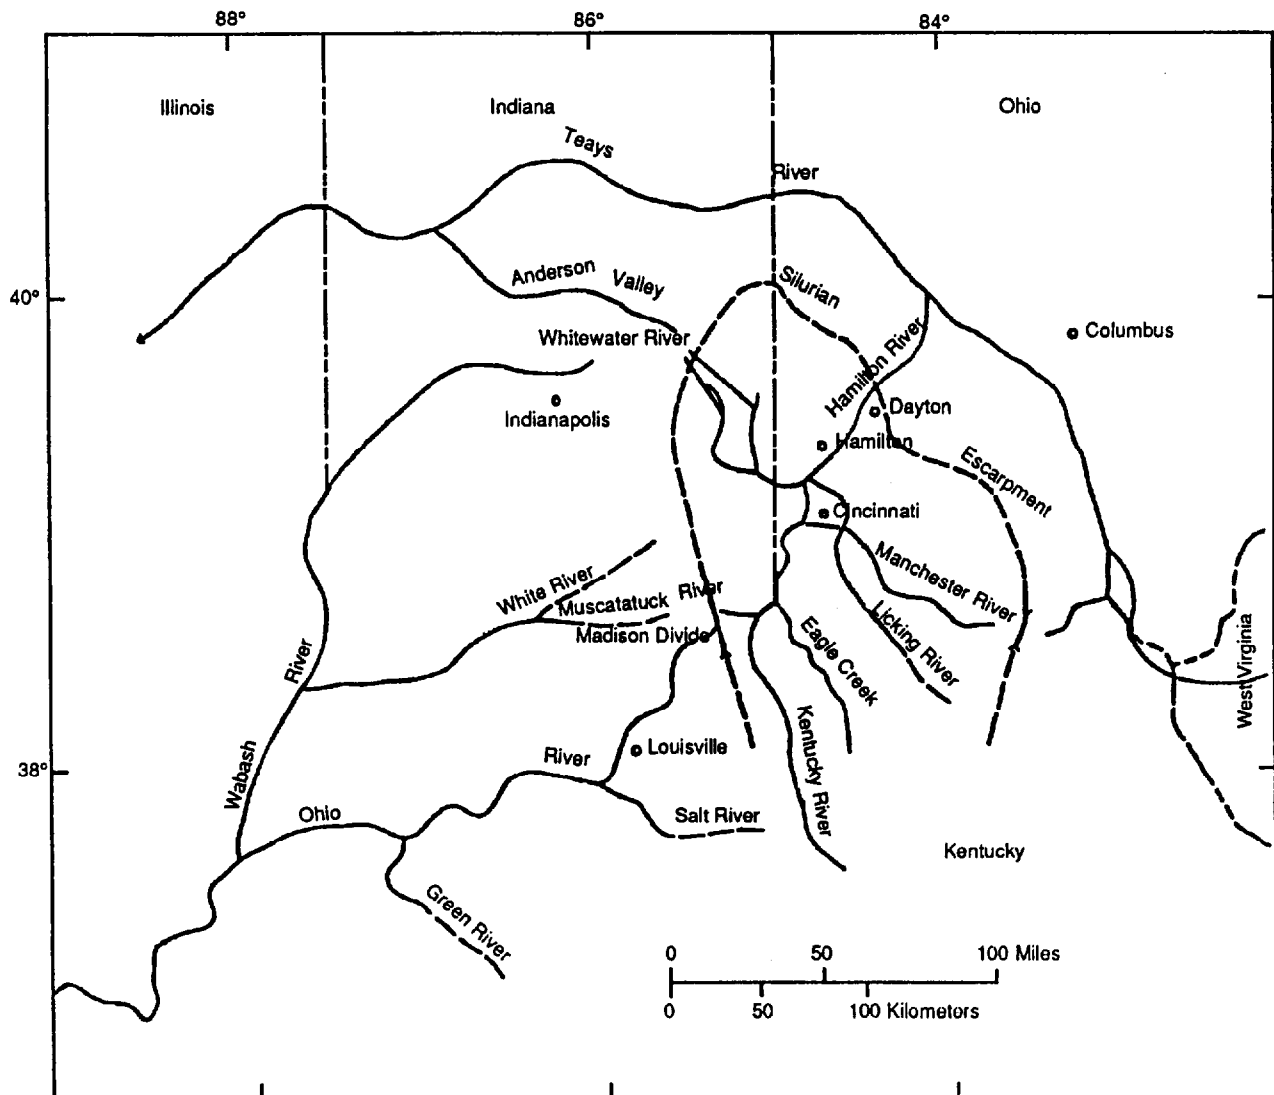 88° 86° 84°
Illinois Indiana Ohio
Teays River
Anderson Valley
Silurian
40°
Hamilton River
Columbus
Whitewater River
Dayton
Indianapolis
Hamilton
Escarpment
Cincinnati
Manchester River
White River
Muscatatuck River
Madison Divide
Licking River
Eagle Creek
West Virginia
River
Kentucky River
Louisville
38°
Wabash
River
Ohio
Salt River
Kentucky
Green River
0 50 100 Miles
0 50 100 Kilometers